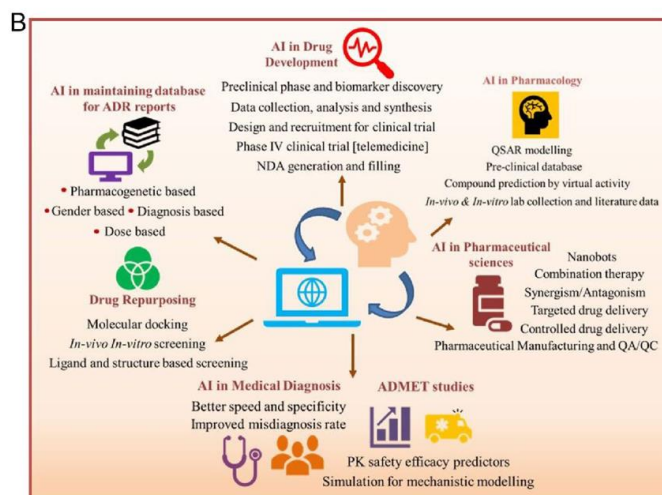 B
AI in Drug
Development
Preclinical phase and biomarker discovery
Data collection, analysis and synthesis
Design and recruitment for clinical trial
Phase IV clinical trial [telemedicine]
NDA generation and filling
AI in maintaining database
for ADR reports
• Pharmacogenetic based
• Gender based • Diagnosis based
• Dose based
AI in Pharmacology
QSAR modelling
Pre-clinical database
Compound prediction by virtual activity
In-vivo & In-vitro lab collection and literature data
Drug Repurposing
Molecular docking
In-vivo In-vitro screening
Ligand and structure based screening
AI in Pharmaceutical
sciences
Nanobots
Combination therapy
Synergism/Antagonism
Targeted drug delivery
Controlled drug delivery
Pharmaceutical Manufacturing and QA/QC
AI in Medical Diagnosis
Better speed and specificity
Improved misdiagnosis rate
ADMET studies
PK safety efficacy predictors
Simulation for mechanistic modelling